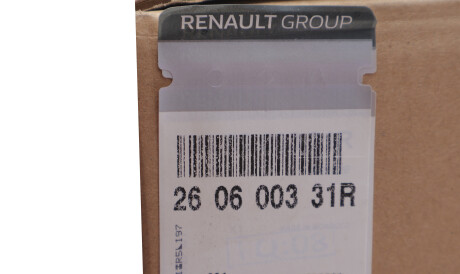 RENAULT GROUP
26 06 003 31R